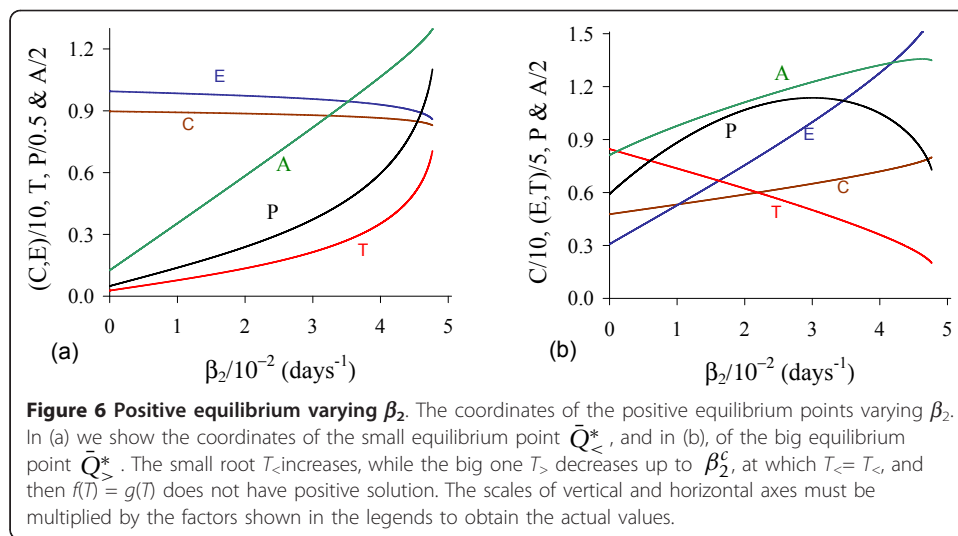 (C,E)/10, T, P/0.5 & A/2
1.2
0.9
0.6
0.3
0.0
E
C
A
P
T
0 1 2 3 4 5
(a)
β₂/10⁻² (days⁻¹)
C/10, (E,T)/5, P & A/2
1.5
1.2
0.9
0.6
0.3
0.0
A
P
E
C
T
0 1 2 3 4 5
(b)
β₂/10⁻² (days⁻¹)
Figure 6 Positive equilibrium varying β₂. The coordinates of the positive equilibrium points varying β₂.
In (a) we show the coordinates of the small equilibrium point Q̄*<, and in (b), of the big equilibrium
point Q̄*>. The small root T<increases, while the big one T> decreases up to β₂ᶜ, at which T<= T<, and
then f(T) = g(T) does not have positive solution. The scales of vertical and horizontal axes must be
multiplied by the factors shown in the legends to obtain the actual values.